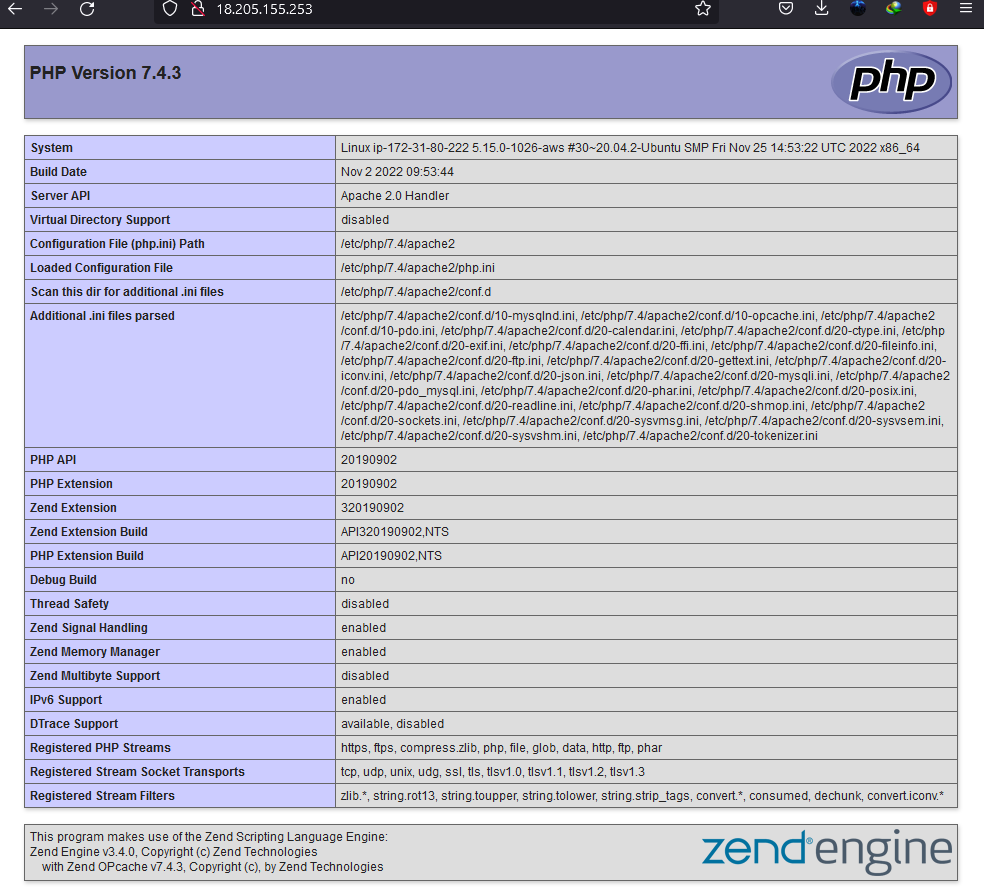 18.205.155.253
PHP Version 7.4.3
php
System Linux ip-172-31-80-222 5.15.0-1026-aws #30~20.04.2-Ubuntu SMP Fri Nov 25 14:53:22 UTC 2022 x86_64
Build Date Nov 2 2022 09:53:44
Server API Apache 2.0 Handler
Virtual Directory Support disabled
Configuration File (php.ini) Path /etc/php/7.4/apache2
Loaded Configuration File /etc/php/7.4/apache2/php.ini
Scan this dir for additional .ini files /etc/php/7.4/apache2/conf.d
Additional .ini files parsed /etc/php/7.4/apache2/conf.d/10-mysqlnd.ini, /etc/php/7.4/apache2/conf.d/10-opcache.ini, /etc/php/7.4/apache2
/conf.d/10-pdo.ini, /etc/php/7.4/apache2/conf.d/20-calendar.ini, /etc/php/7.4/apache2/conf.d/20-ctype.ini, /etc/php
/7.4/apache2/conf.d/20-exif.ini, /etc/php/7.4/apache2/conf.d/20-ffi.ini, /etc/php/7.4/apache2/conf.d/20-fileinfo.ini,
/etc/php/7.4/apache2/conf.d/20-ftp.ini, /etc/php/7.4/apache2/conf.d/20-gettext.ini, /etc/php/7.4/apache2/conf.d/20-
iconv.ini, /etc/php/7.4/apache2/conf.d/20-json.ini, /etc/php/7.4/apache2/conf.d/20-mysqli.ini, /etc/php/7.4/apache2
/conf.d/20-pdo_mysql.ini, /etc/php/7.4/apache2/conf.d/20-phar.ini, /etc/php/7.4/apache2/conf.d/20-posix.ini,
/etc/php/7.4/apache2/conf.d/20-readline.ini, /etc/php/7.4/apache2/conf.d/20-shmop.ini, /etc/php/7.4/apache2
/conf.d/20-sockets.ini, /etc/php/7.4/apache2/conf.d/20-sysvmsg.ini, /etc/php/7.4/apache2/conf.d/20-sysvsem.ini,
/etc/php/7.4/apache2/conf.d/20-sysvshm.ini, /etc/php/7.4/apache2/conf.d/20-tokenizer.ini
PHP API 20190902
PHP Extension 20190902
Zend Extension 320190902
Zend Extension Build API320190902,NTS
PHP Extension Build API20190902,NTS
Debug Build no
Thread Safety disabled
Zend Signal Handling enabled
Zend Memory Manager enabled
Zend Multibyte Support disabled
IPv6 Support enabled
DTrace Support available, disabled
Registered PHP Streams https, ftps, compress.zlib, php, file, glob, data, http, ftp, phar
Registered Stream Socket Transports tcp, udp, unix, udg, ssl, tls, tlsv1.0, tlsv1.1, tlsv1.2, tlsv1.3
Registered Stream Filters zlib.*, string.rot13, string.toupper, string.tolower, string.strip_tags, convert.*, consumed, dechunk, convert.iconv.*
This program makes use of the Zend Scripting Language Engine:
Zend Engine v3.4.0, Copyright (c) Zend Technologies
with Zend OPcache v7.4.3, Copyright (c), by Zend Technologies
zend® engine